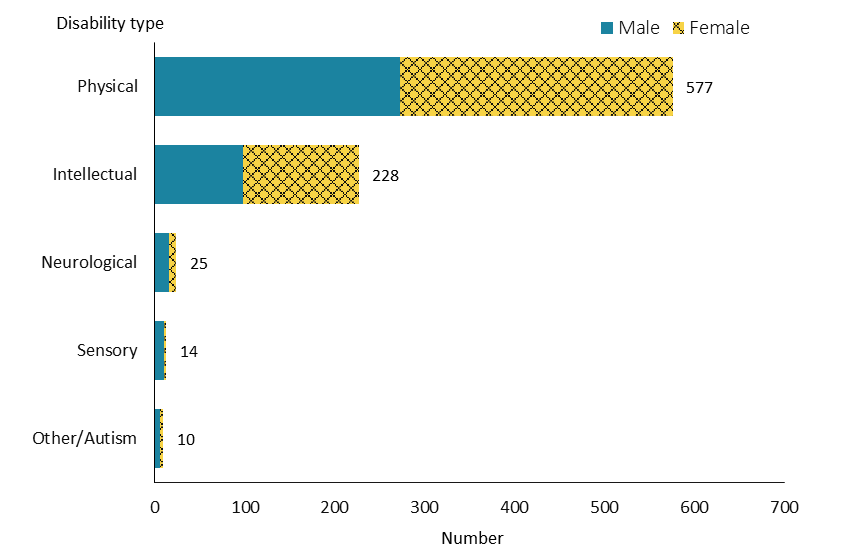 Disability type
Male Female
Physical 577
Intellectual 228
Neurological 25
Sensory 14
Other/Autism 10
0 100 200 300 400 500 600 700
Number